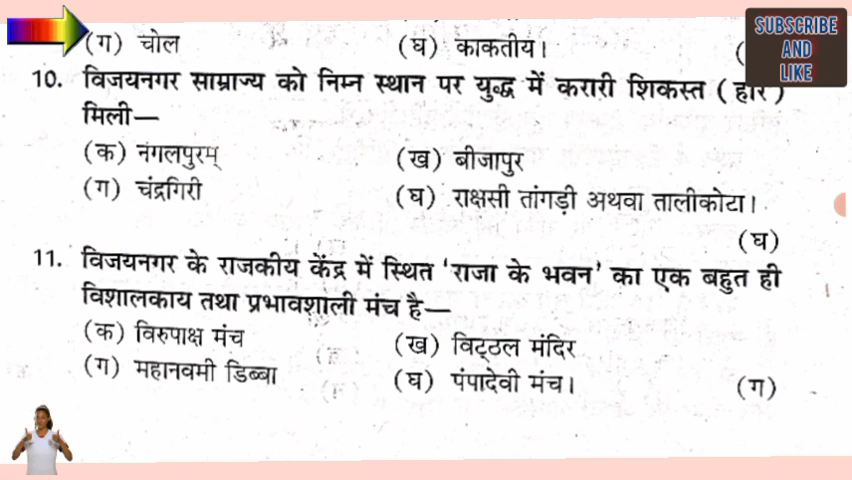 (ग) चोल (घ) काकतीय।
SUBSCRIBE
AND
LIKE
10. विजयनगर साम्राज्य को निम्न स्थान पर युद्ध में करारी शिकस्त (हार)
मिली—
(क) नंगलपुरम् (ख) बीजापुर
(ग) चंद्रगिरी (घ) राक्षसी तांगड़ी अथवा तालीकोटा।
(घ)
11. विजयनगर के राजकीय केंद्र में स्थित 'राजा के भवन' का एक बहुत ही
विशालकाय तथा प्रभावशाली मंच है—
(क) विरुपाक्ष मंच (ख) विट्ठल मंदिर
(ग) महानवमी डिब्बा (घ) पंपादेवी मंच। (ग)